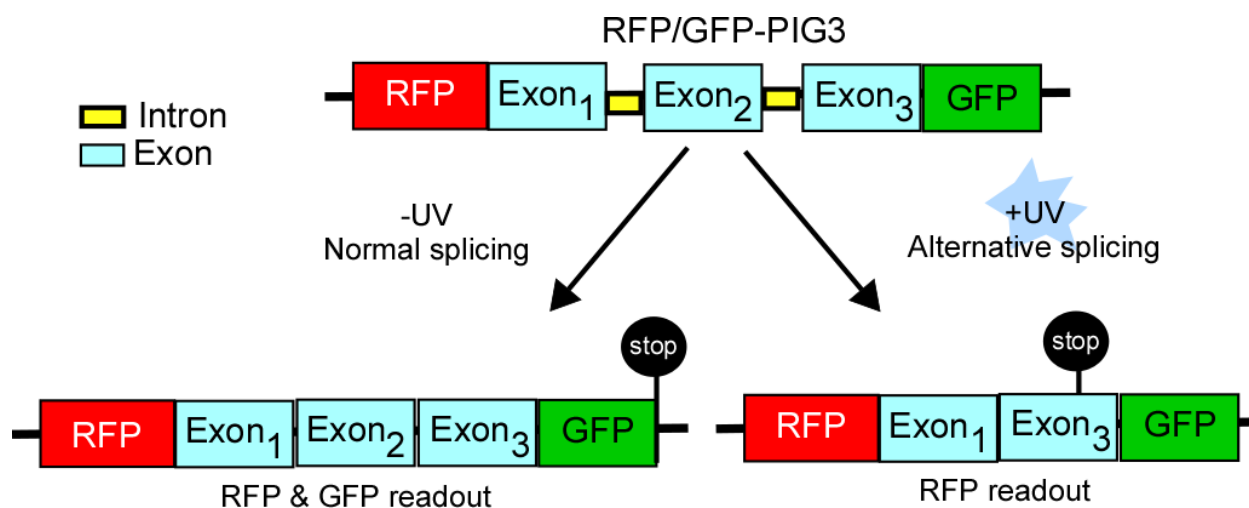 RFP/GFP-PIG3
RFP Exon1 Exon2 Exon3 GFP
Intron
Exon
-UV
Normal splicing
+UV
Alternative splicing
stop
stop
RFP Exon1 Exon2 Exon3 GFP
RFP Exon1 Exon3 GFP
RFP & GFP readout
RFP readout